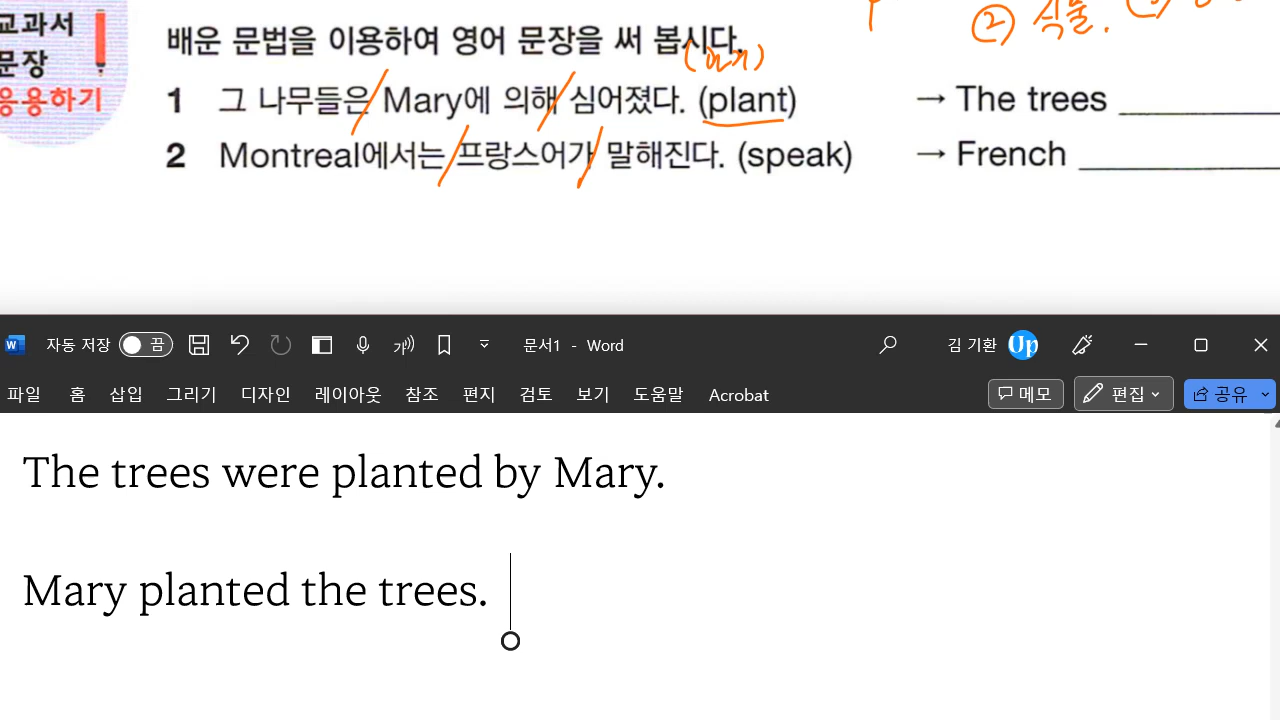 ② 식물.
교과서
문장
응용하기
배운 문법을 이용하여 영어 문장을 써 봅시다.
1 그 나무들은 Mary에 의해 심어졌다. (plant) → The trees
2 Montreal에서는 프랑스어가 말해진다. (speak) → French
자동 저장 끔 가 문서1 - Word 김 기환 Up
파일 홈 삽입 그리기 디자인 레이아웃 참조 편지 검토 보기 도움말 Acrobat 메모 편집 공유
The trees were planted by Mary.
Mary planted the trees.